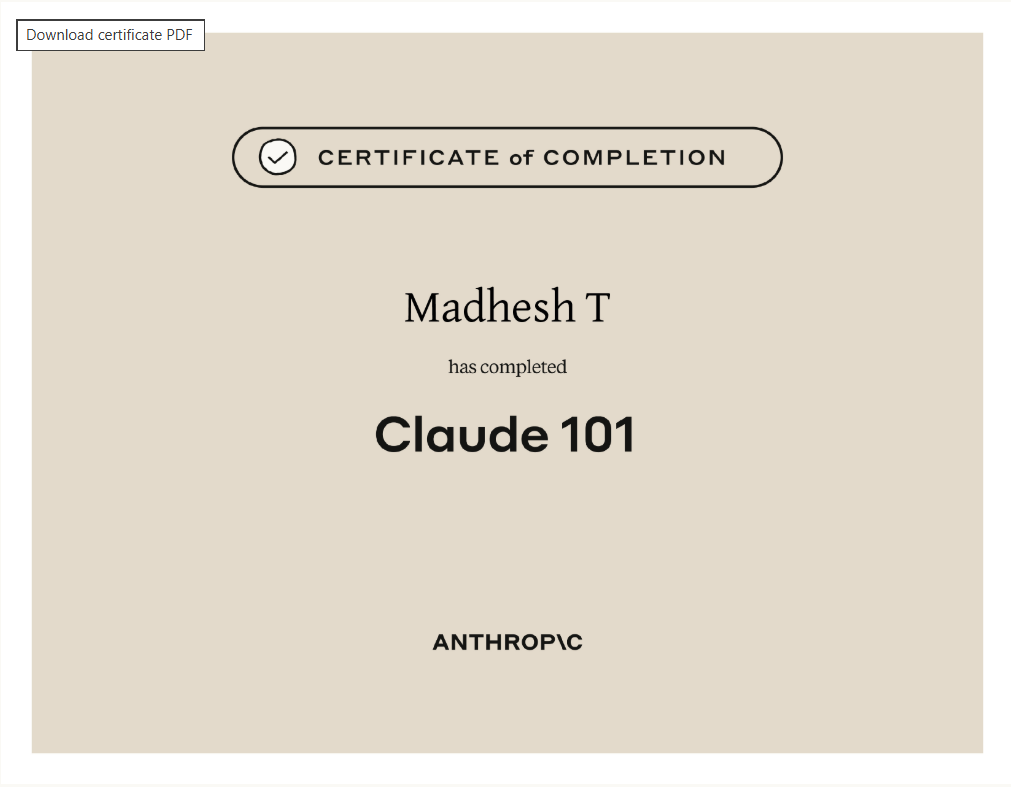 Download certificate PDF
CERTIFICATE of COMPLETION
Madhesh T
has completed
Claude 101
ANTHROP\C